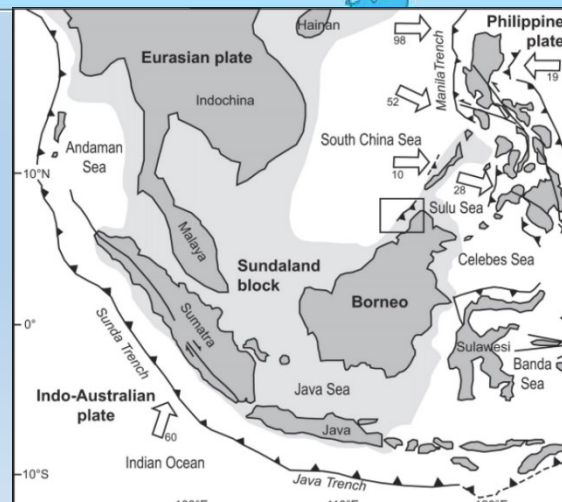 Hainan
98
Manila Trench
Philippine
plate
19
Eurasian plate
Indochina
52
South China Sea
Andaman
Sea
10°N
10
28
Sulu Sea
Malaya
Celebes Sea
Sundaland
block
Borneo
0°
Sumatra
Sulawesi
Banda
Sea
Sunda Trench
Java Sea
Indo-Australian
plate
60
Java
Indian Ocean
10°S
Java Trench